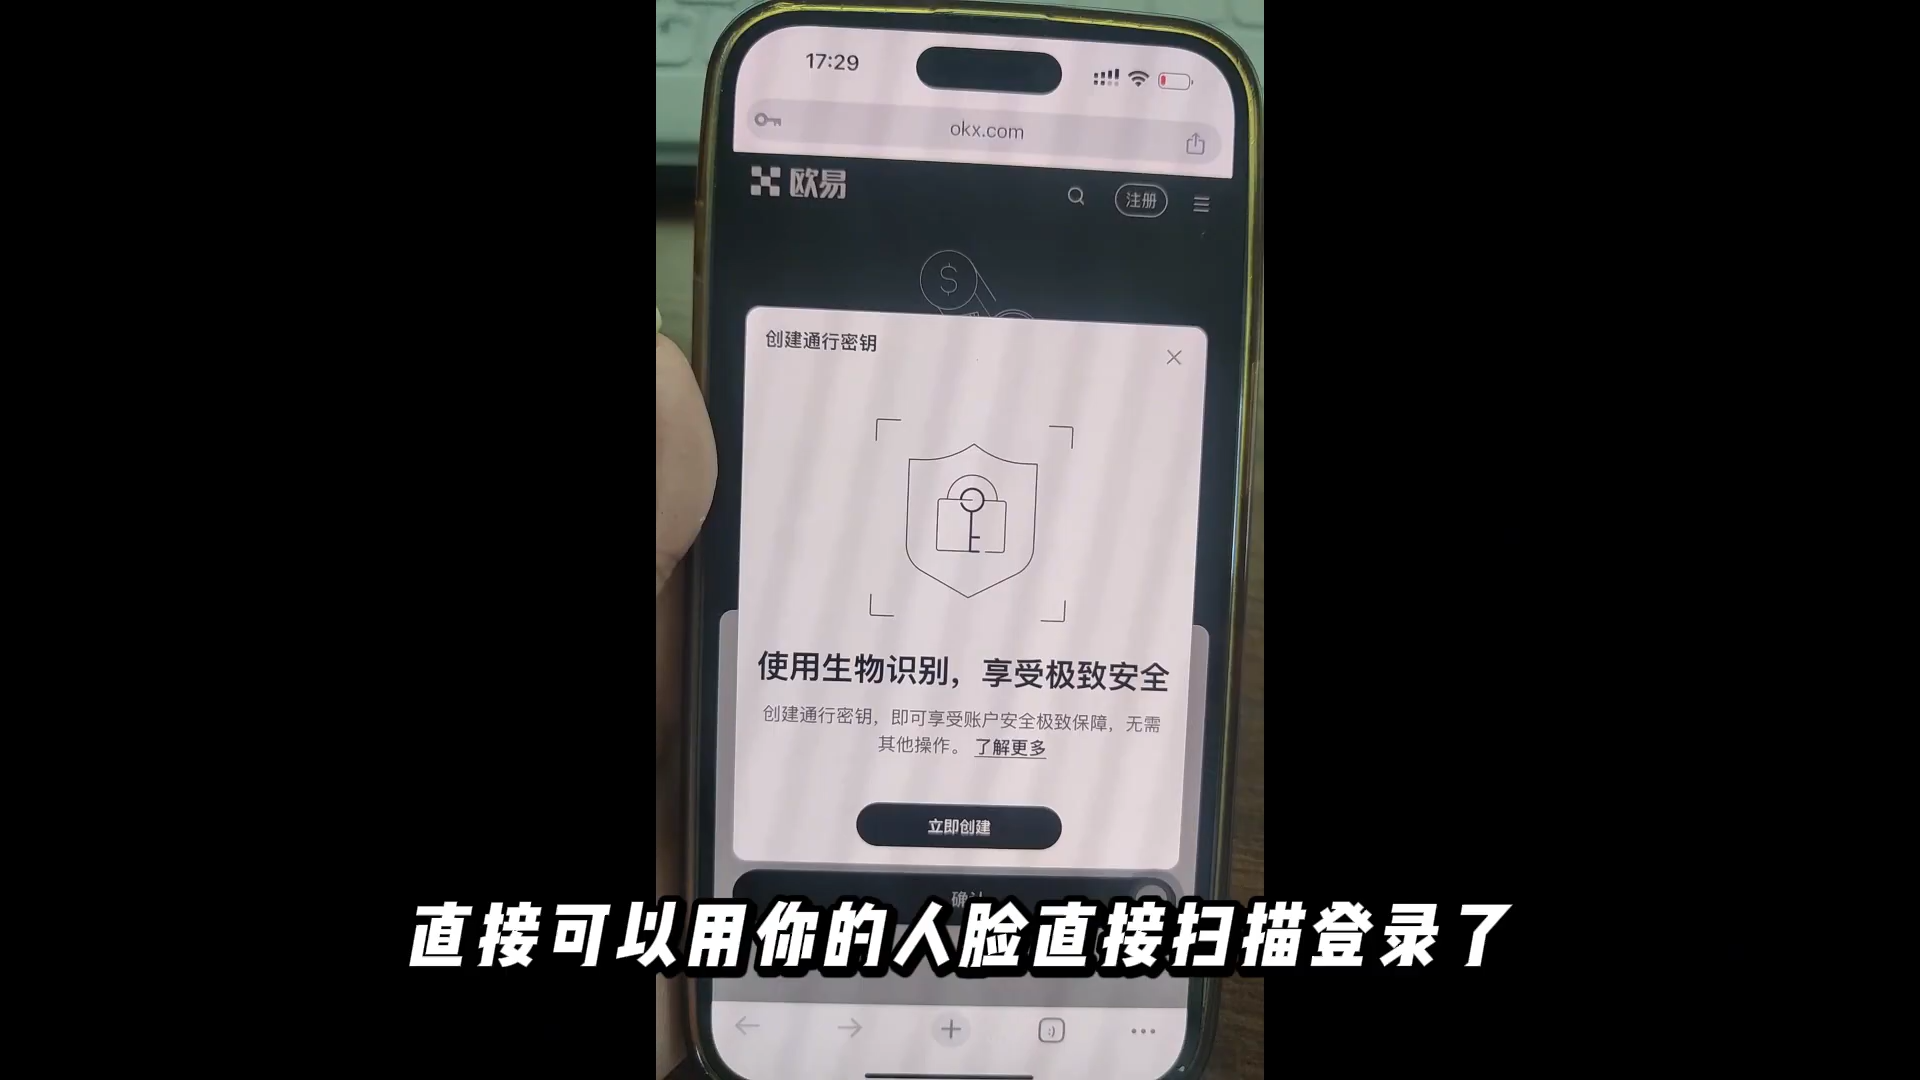 17:29
okx.com
欧易
注册
$
创建通行密钥
使用生物识别，享受极致安全
创建通行密钥，即可享受账户安全极致保障，无需
其他操作。 了解更多
立即创建
直接可以用你的人脸直接扫描登录了